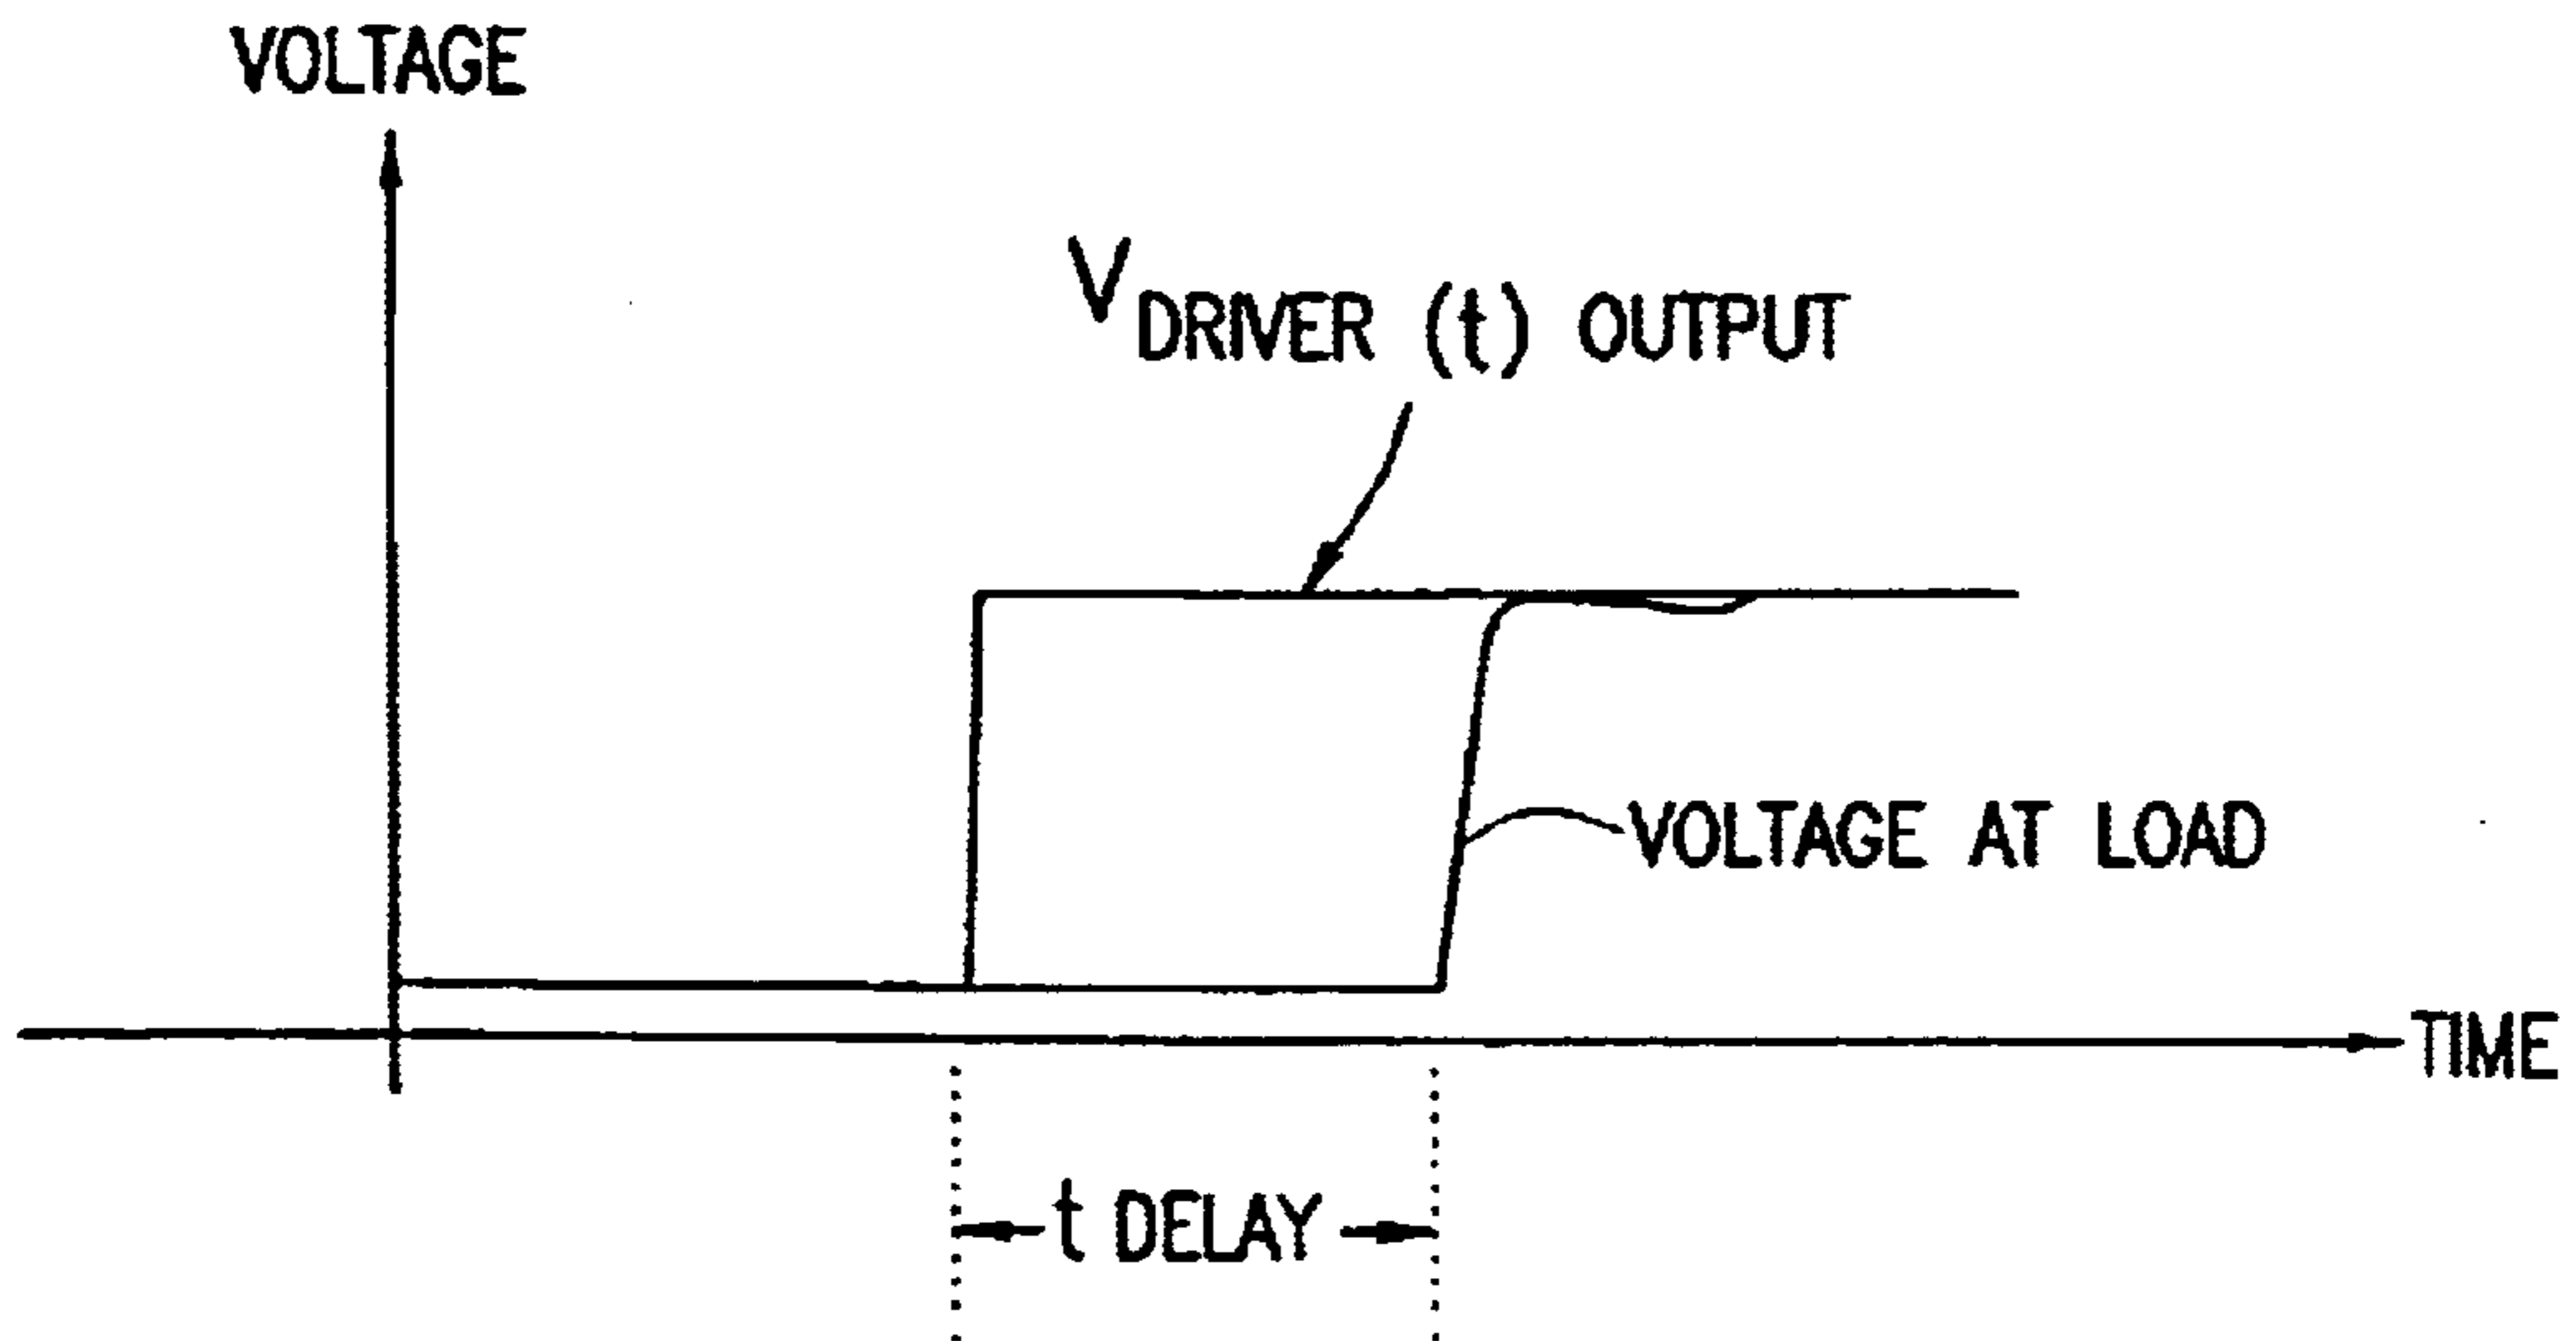 VOLTAGE
VDRIVER (t) OUTPUT
VOLTAGE AT LOAD
TIME
t DELAY